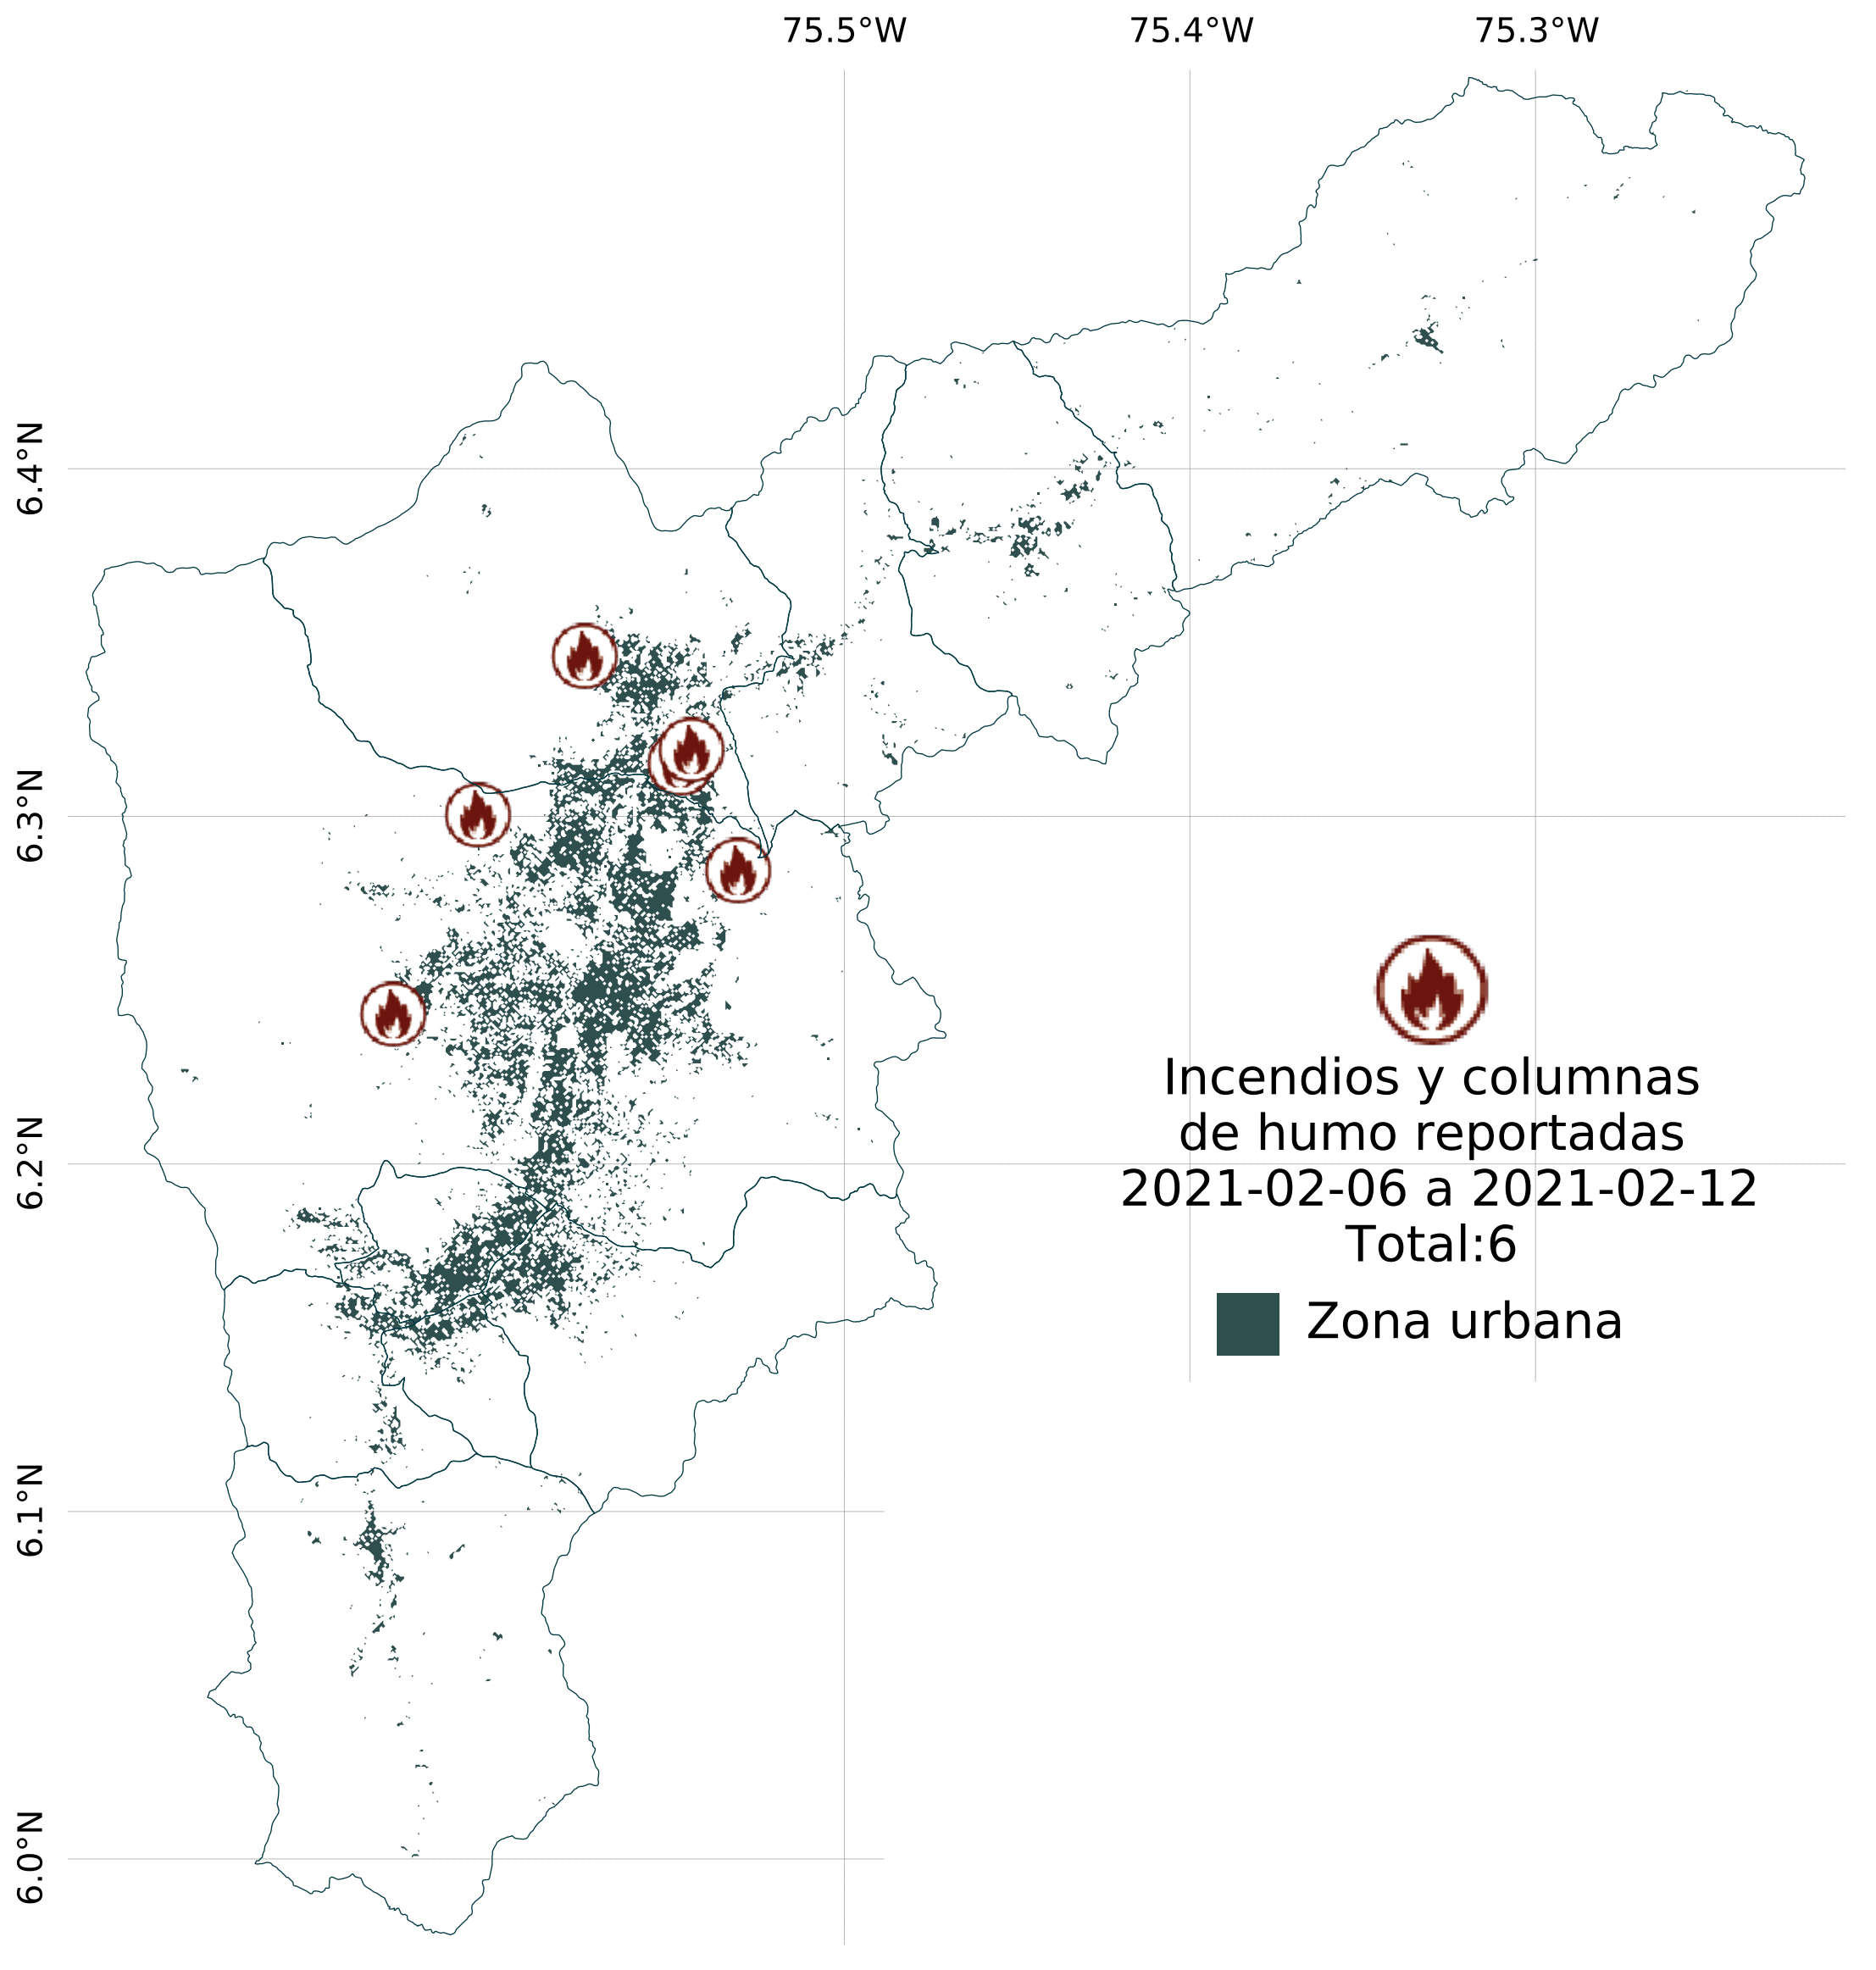 75.5°W
75.4°W
75.3°W
6.4°N
6.3°N
6.2°N
6.1°N
6.0°N
Incendios y columnas
de humo reportadas
2021-02-06 a 2021-02-12
Total:6
Zona urbana